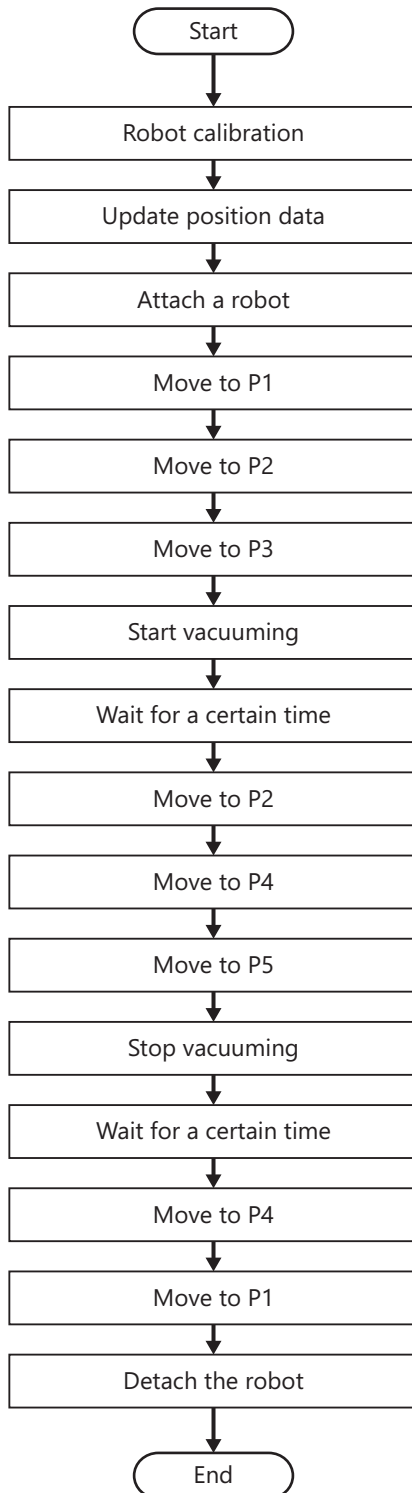 Start
Robot calibration
Update position data
Attach a robot
Move to P1
Move to P2
Move to P3
Start vacuuming
Wait for a certain time
Move to P2
Move to P4
Move to P5
Stop vacuuming
Wait for a certain time
Move to P4
Move to P1
Detach the robot
End